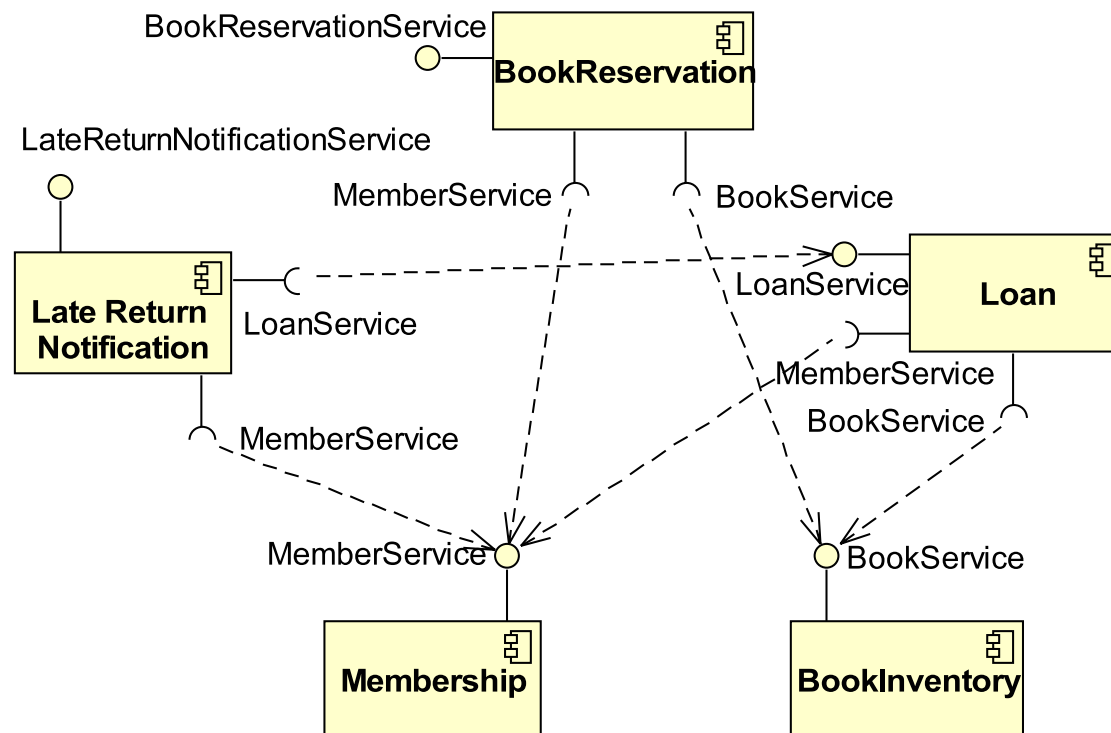 BookReservationService
BookReservation
LateReturnNotificationService
MemberService
BookService
Late Return
Notification
LoanService
LoanService
Loan
MemberService
BookService
MemberService
MemberService
BookService
Membership
BookInventory